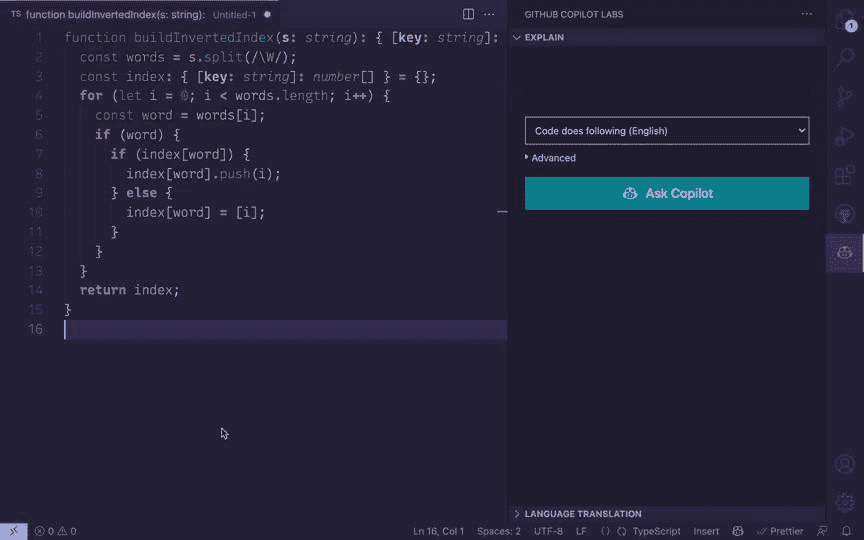 TS function buildInvertedIndex(s: string): Untitled-1
1 function buildInvertedIndex(s: string): { [key: string]:
2 const words = s.split(/\W/);
3 const index: { [key: string]: number[] } = {};
4 for (let i = 0; i < words.length; i++) {
5 const word = words[i];
6 if (word) {
7 if (index[word]) {
8 index[word].push(i);
9 } else {
10 index[word] = [i];
11 }
12 }
13 }
14 return index;
15 }
16
GITHUB COPILOT LABS
EXPLAIN
Code does following (English)
Advanced
Ask Copilot
LANGUAGE TRANSLATION
1
0 0 Ln 16, Col 1 Spaces: 2 UTF-8 LF {} TypeScript Insert Prettier